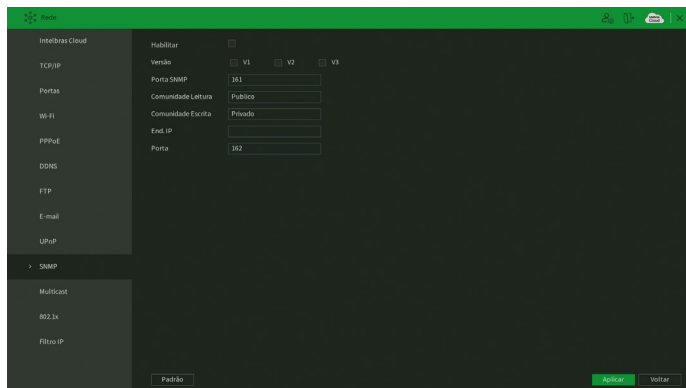 Rede
Intelbras Cloud
TCP/IP
Portas
Wi-Fi
PPPoE
DDNS
FTP
E-mail
UPnP
> SNMP
Multicast
802.1x
Filtro IP
Habilitar
Versão V1 V2 V3
Porta SNMP 161
Comunidade Leitura Publico
Comunidade Escrita Privado
End. IP
Porta 162
Padrão Aplicar Voltar